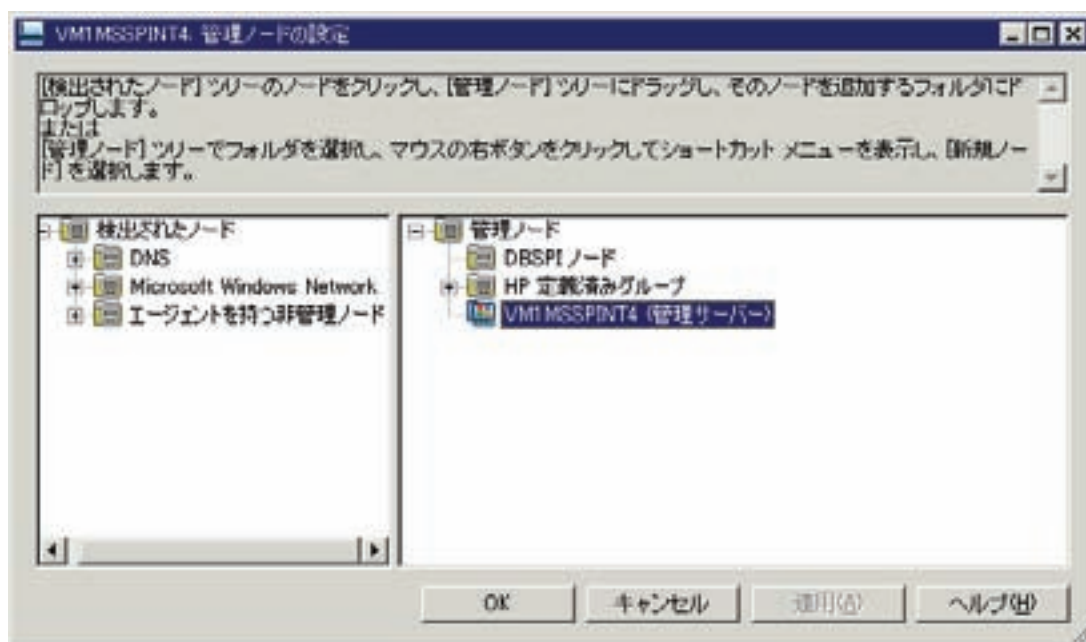 VM1MSSPINT4: 管理ノードの設定
[検出されたノード] ツリーのノードをクリックし、[管理ノード] ツリーにドラッグし、そのノードを追加するフォルダにド
ロップします。
または
[管理ノード] ツリーでフォルダを選択し、マウスの右ボタンをクリックしてショートカット メニューを表示し、[新規ノー
ド] を選択します。
検出されたノード
DNS
Microsoft Windows Network
エージェントを持つ非管理ノード
管理ノード
DBSPI ノード
HP 定義済みグループ
VM1MSSPINT4 (管理サーバー)
OK
キャンセル
適用(A)
ヘルプ(H)